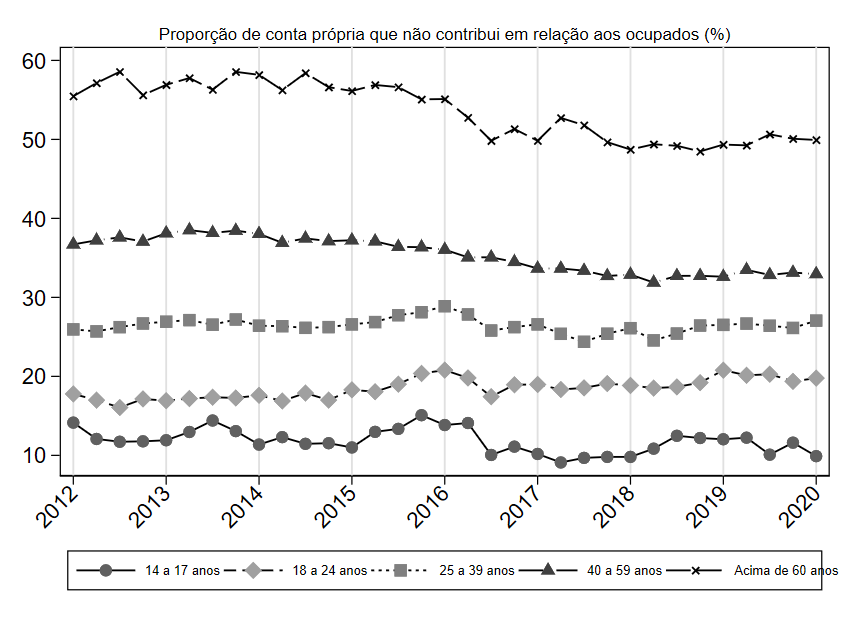 Proporção de conta própria que não contribui em relação aos ocupados (%)
60
50
40
30
20
10
2012 2013 2014 2015 2016 2017 2018 2019 2020
14 a 17 anos 18 a 24 anos 25 a 39 anos 40 a 59 anos Acima de 60 anos